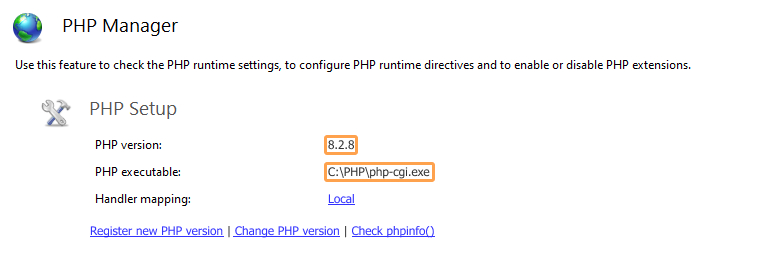 PHP Manager
Use this feature to check the PHP runtime settings, to configure PHP runtime directives and to enable or disable PHP extensions.
PHP Setup
PHP version: 8.2.8
PHP executable: C:\PHP\php-cgi.exe
Handler mapping: Local
Register new PHP version | Change PHP version | Check phpinfo()